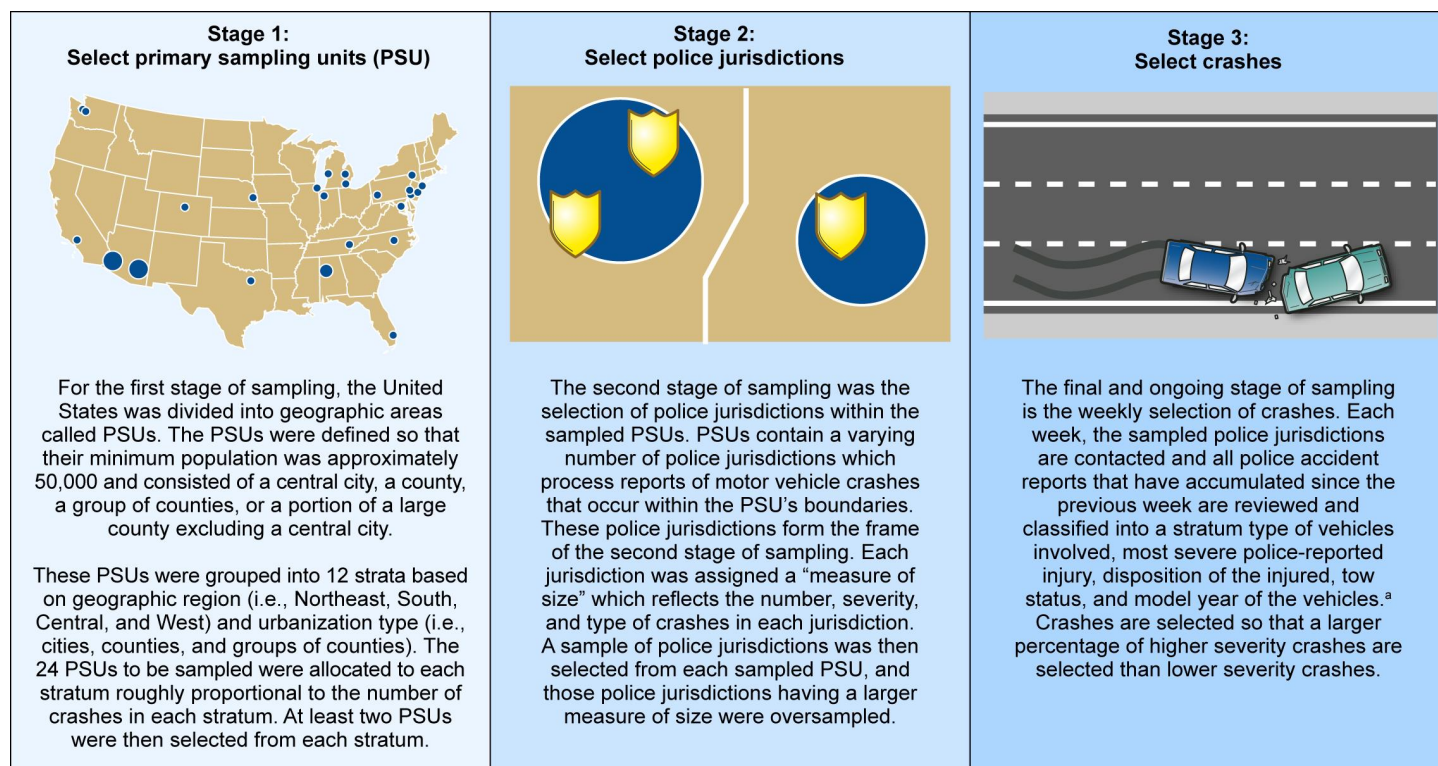 Stage 1:
Select primary sampling units (PSU)
For the first stage of sampling, the United
States was divided into geographic areas
called PSUs. The PSUs were defined so that
their minimum population was approximately
50,000 and consisted of a central city, a county,
a group of counties, or a portion of a large
county excluding a central city.
These PSUs were grouped into 12 strata based
on geographic region (i.e., Northeast, South,
Central, and West) and urbanization type (i.e.,
cities, counties, and groups of counties). The
24 PSUs to be sampled were allocated to each
stratum roughly proportional to the number of
crashes in each stratum. At least two PSUs
were then selected from each stratum.
Stage 2:
Select police jurisdictions
The second stage of sampling was the
selection of police jurisdictions within the
sampled PSUs. PSUs contain a varying
number of police jurisdictions which
process reports of motor vehicle crashes
that occur within the PSU’s boundaries.
These police jurisdictions form the frame
of the second stage of sampling. Each
jurisdiction was assigned a “measure of
size” which reflects the number, severity,
and type of crashes in each jurisdiction.
A sample of police jurisdictions was then
selected from each sampled PSU, and
those police jurisdictions having a larger
measure of size were oversampled.
Stage 3:
Select crashes
The final and ongoing stage of sampling
is the weekly selection of crashes. Each
week, the sampled police jurisdictions
are contacted and all police accident
reports that have accumulated since the
previous week are reviewed and
classified into a stratum type of vehicles
involved, most severe police-reported
injury, disposition of the injured, tow
status, and model year of the vehicles.ª
Crashes are selected so that a larger
percentage of higher severity crashes are
selected than lower severity crashes.